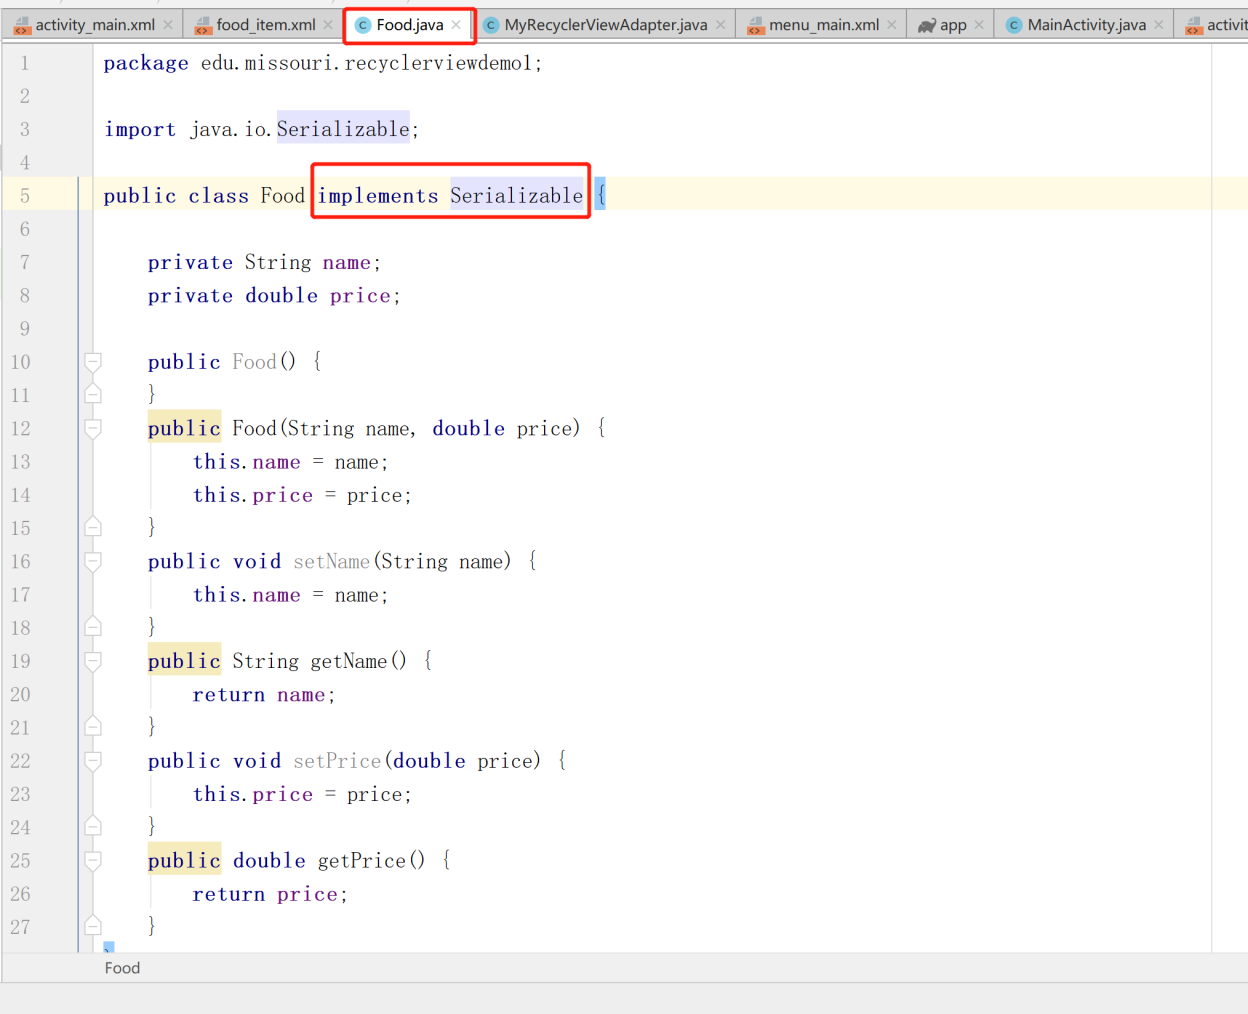 activity_main.xml food_item.xml Food.java MyRecyclerViewAdapter.java menu_main.xml app MainActivity.java activit
1 package edu.missouri.recyclerviewdemo1;
2
3 import java.io.Serializable;
4
5 public class Food implements Serializable {
6
7 private String name;
8 private double price;
9
10 public Food() {
11 }
12 public Food(String name, double price) {
13 this.name = name;
14 this.price = price;
15 }
16 public void setName(String name) {
17 this.name = name;
18 }
19 public String getName() {
20 return name;
21 }
22 public void setPrice(double price) {
23 this.price = price;
24 }
25 public double getPrice() {
26 return price;
27 }
Food